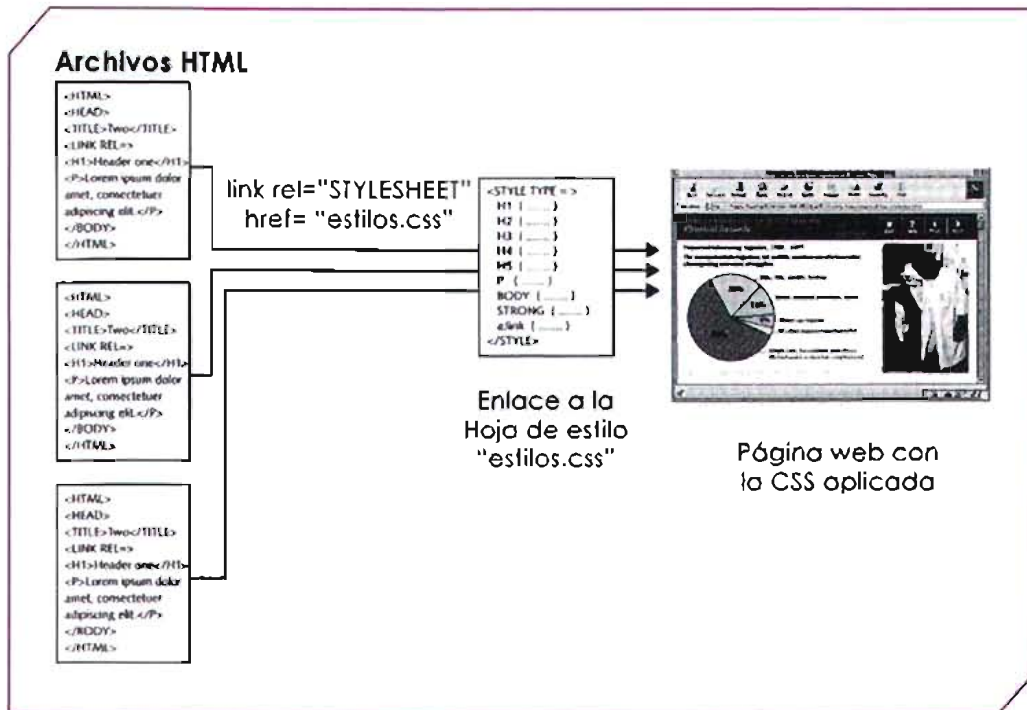 Archivos HTML
<HTML>
<HEAD>
<TITLE>Two</TITLE>
<LINK REL=>
<H1>Header one</H1>
<P>Lorem ipsum dolor
amet, consectetuer
adipiscing elit.</P>
</BODY>
</HTML>
<HTML>
<HEAD>
<TITLE>Two</TITLE>
<LINK REL=>
<H1>Header one</H1>
<P>Lorem ipsum dolor
amet, consectetuer
adipiscing elit.</P>
</BODY>
</HTML>
<HTML>
<HEAD>
<TITLE>Two</TITLE>
<LINK REL=>
<H1>Header one</H1>
<P>Lorem ipsum dolor
amet, consectetuer
adipiscing elit.</P>
</BODY>
</HTML>
link rel="STYLESHEET"
href= "estilos.css"
<STYLE TYPE = >
H1 {......}
H2 {......}
H3 {......}
H4 {......}
H5 {......}
P {......}
BODY {......}
STRONG {......}
a:link {......}
</STYLE>
Enlace a la
Hoja de estilo
"estilos.css"
Página web con
la CSS aplicada